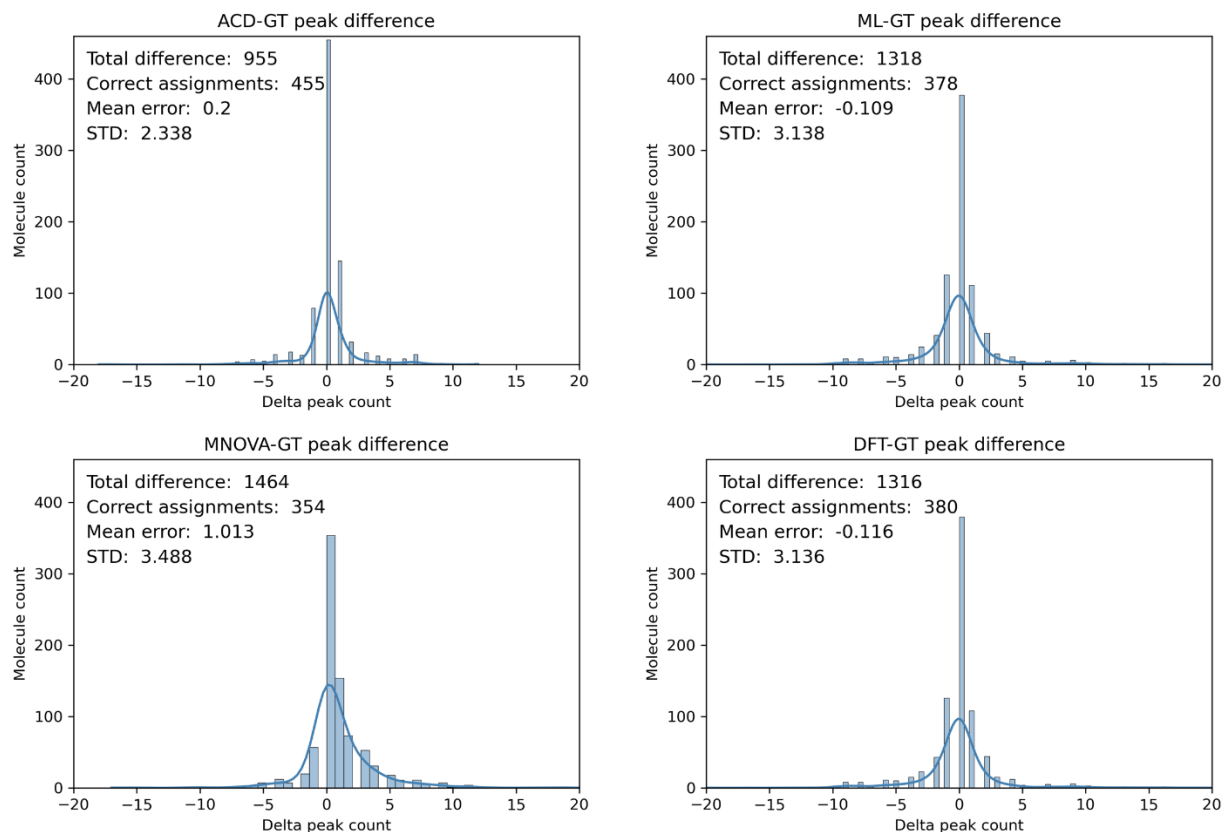 ACD-GT peak difference
Total difference: 955
Correct assignments: 455
Mean error: 0.2
STD: 2.338
Molecule count
400
300
200
100
0
−20 −15 −10 −5 0 5 10 15 20
Delta peak count
ML-GT peak difference
Total difference: 1318
Correct assignments: 378
Mean error: -0.109
STD: 3.138
Molecule count
400
300
200
100
0
−20 −15 −10 −5 0 5 10 15 20
Delta peak count
MNOVA-GT peak difference
Total difference: 1464
Correct assignments: 354
Mean error: 1.013
STD: 3.488
Molecule count
400
300
200
100
0
−20 −15 −10 −5 0 5 10 15 20
Delta peak count
DFT-GT peak difference
Total difference: 1316
Correct assignments: 380
Mean error: -0.116
STD: 3.136
Molecule count
400
300
200
100
0
−20 −15 −10 −5 0 5 10 15 20
Delta peak count